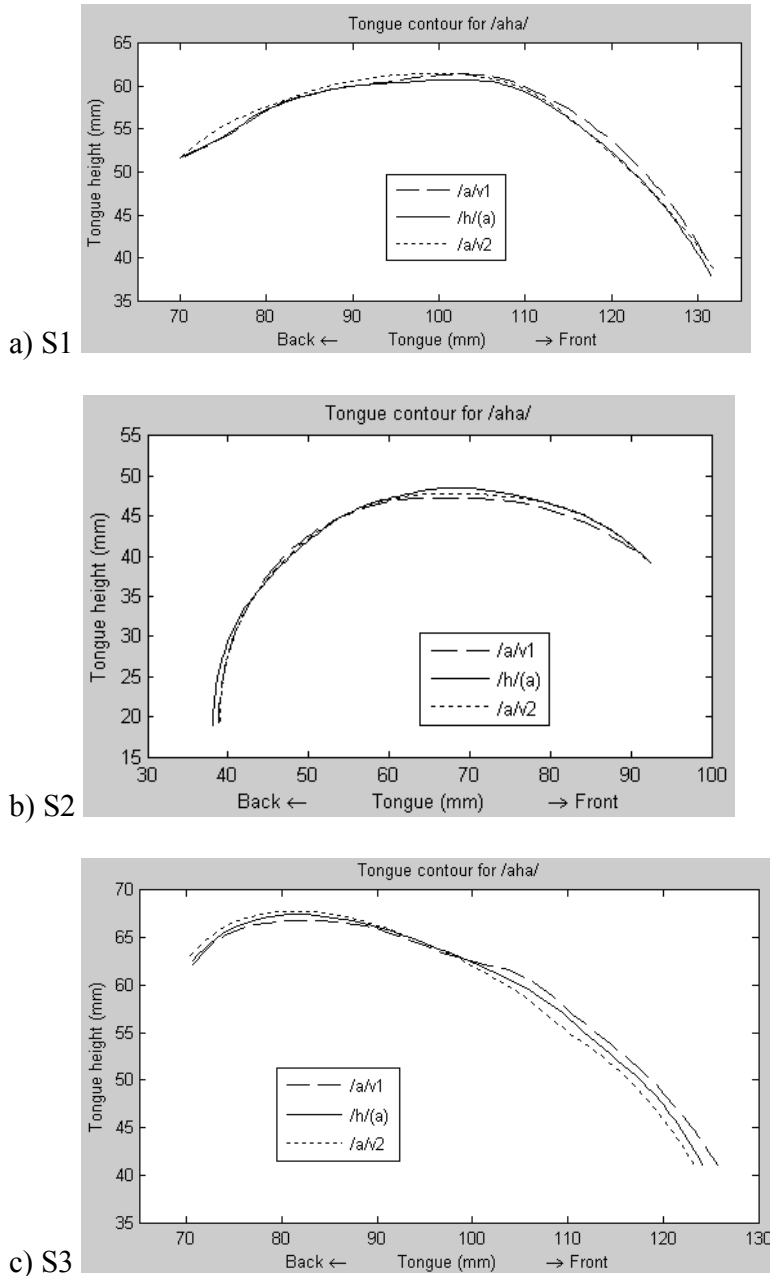 Tongue contour for /aha/
65
60
55
50
45
40
35
Tongue height (mm)
/a/v1
/h/(a)
/a/v2
70 80 90 100 110 120 130
Back ← Tongue (mm) → Front
a) S1
Tongue contour for /aha/
55
50
45
40
35
30
25
20
15
Tongue height (mm)
/a/v1
/h/(a)
/a/v2
30 40 50 60 70 80 90 100
Back ← Tongue (mm) → Front
b) S2
Tongue contour for /aha/
70
65
60
55
50
45
40
35
Tongue height (mm)
/a/v1
/h/(a)
/a/v2
70 80 90 100 110 120 130
Back ← Tongue (mm) → Front
c) S3